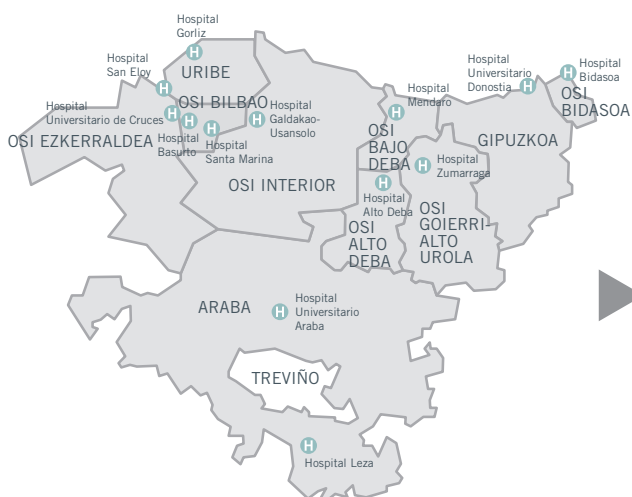 Hospital
Gorliz
H
Hospital
San Eloy
H
URIBE
Hospital
Universitario de Cruces
H
OSI BILBAO
H
Basurto
H
Hospital
Santa Marina
H
Hospital
Galdakao-
Usansolo
OSI EZKERRALDEA
OSI INTERIOR
H
Hospital
Mendaro
OSI
BAJO
DEBA
Hospital
Universitario
Donostia
H
H
Hospital
Bidasoa
OSI
BIDASOA
GIPUZKOA
H
Hospital
Zumarraga
H
Hospital
Alto Deba
OSI
ALTO
DEBA
OSI
GOIERRI-
ALTO
UROLA
ARABA
H
Hospital
Universitario
Araba
TREVIÑO
H
Hospital Leza